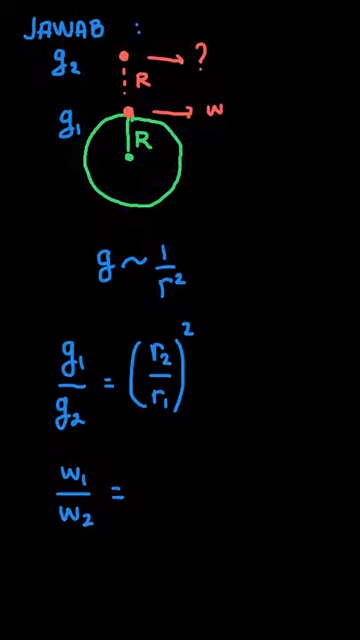 JAWAB :
g₂ ?
R
g₁ w
R
g ~ 1/r²
g₁/g₂ = (r₂/r₁)²
w₁/w₂ =